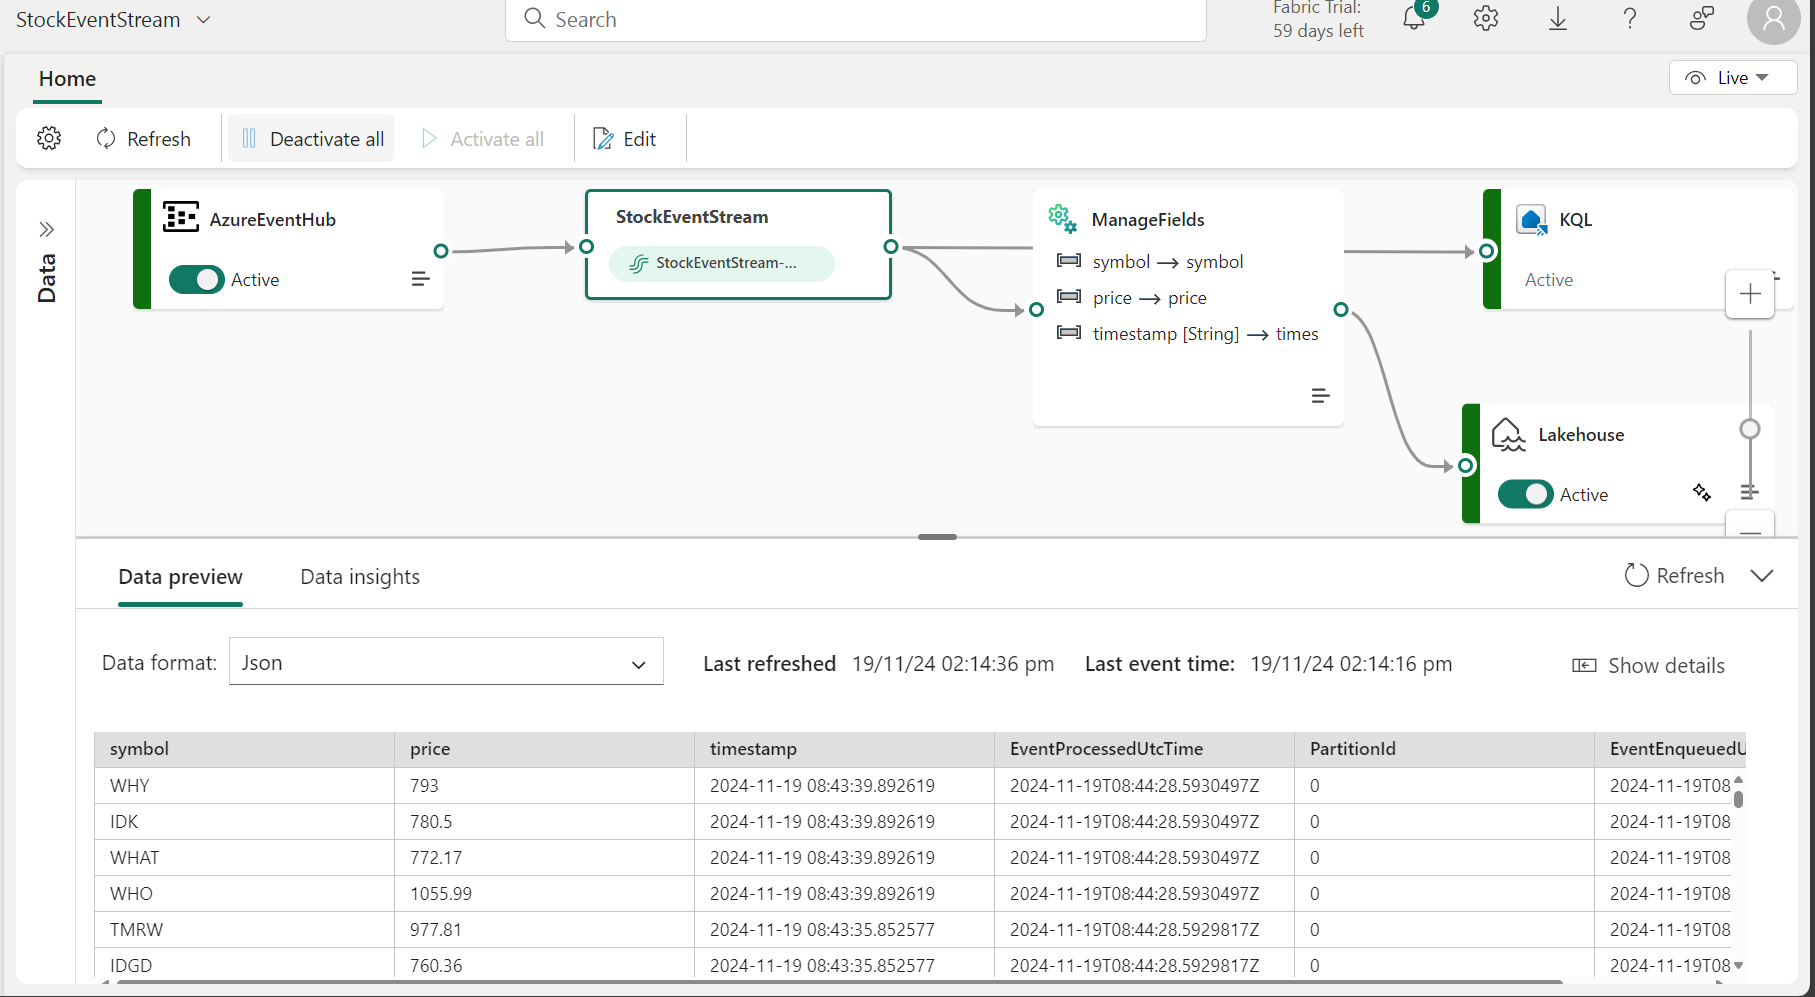 StockEventStream
Search
Fabric Trial:
59 days left
6
?
Home
Live
Refresh
Deactivate all
Activate all
Edit
Data
AzureEventHub
Active
StockEventStream
StockEventStream-...
ManageFields
symbol → symbol
price → price
timestamp [String] → times
KQL
Active
Lakehouse
Active
Data preview
Data insights
Refresh
Data format:
Json
Last refreshed 19/11/24 02:14:36 pm
Last event time: 19/11/24 02:14:16 pm
Show details
symbol price timestamp EventProcessedUtcTime PartitionId EventEnqueuedU
WHY 793 2024-11-19 08:43:39.892619 2024-11-19T08:44:28.5930497Z 0 2024-11-19T08
IDK 780.5 2024-11-19 08:43:39.892619 2024-11-19T08:44:28.5930497Z 0 2024-11-19T08
WHAT 772.17 2024-11-19 08:43:39.892619 2024-11-19T08:44:28.5930497Z 0 2024-11-19T08
WHO 1055.99 2024-11-19 08:43:39.892619 2024-11-19T08:44:28.5930497Z 0 2024-11-19T08
TMRW 977.81 2024-11-19 08:43:35.852577 2024-11-19T08:44:28.5929817Z 0 2024-11-19T08
IDGD 760.36 2024-11-19 08:43:35.852577 2024-11-19T08:44:28.5929817Z 0 2024-11-19T08